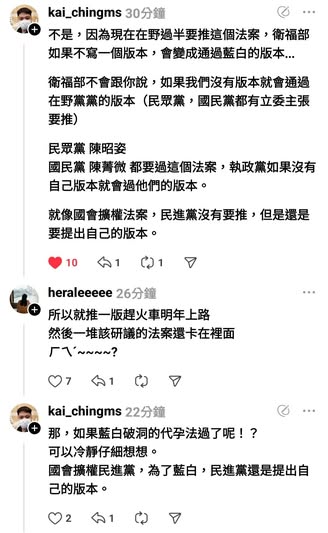 kai_chingms 30分鐘
不是，因為現在在野過半要推這個法案，衛福部
如果不寫一個版本，會變成通過藍白的版本...
衛福部不會跟你說，如果我們沒有版本就會通過
在野黨黨的版本（民眾黨，國民黨都有立委主張
要推）
民眾黨 陳昭姿
國民黨 陳菁微 都要過這個法案，執政黨如果沒有
自己版本就會過他們的版本。
就像國會擴權法案，民進黨沒有要推，但是還是
要提出自己的版本。
10 1 1
heraleeeee 26分鐘
所以就推一版趕火車明年上路
然後一堆該研議的法案還卡在裡面
ㄏㄟˊ~~~~?
7 1
kai_chingms 22分鐘
那，如果藍白破洞的代孕法過了呢！？
可以冷靜仔細想想。
國會擴權民進黨，為了藍白，民進黨還是提出自
己的版本。
2 1